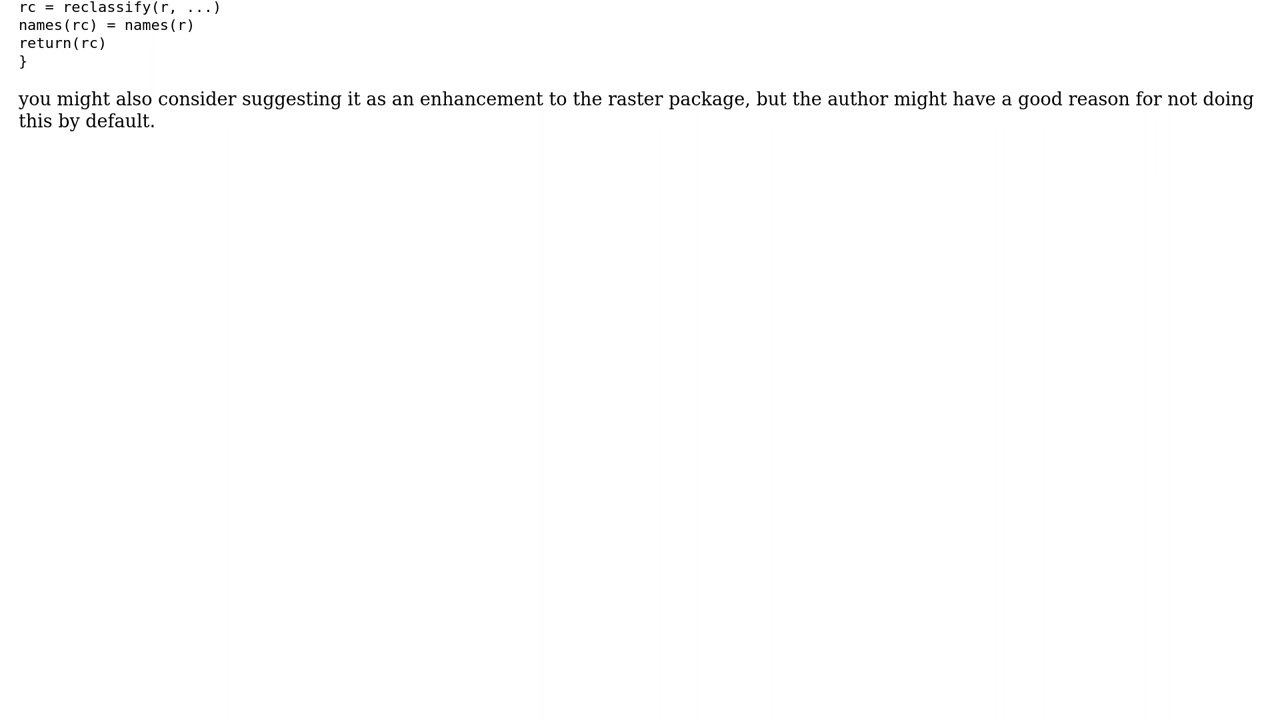 rc = reclassify(r, ...)
names(rc) = names(r)
return(rc)
}
you might also consider suggesting it as an enhancement to the raster package, but the author might have a good reason for not doing
this by default.